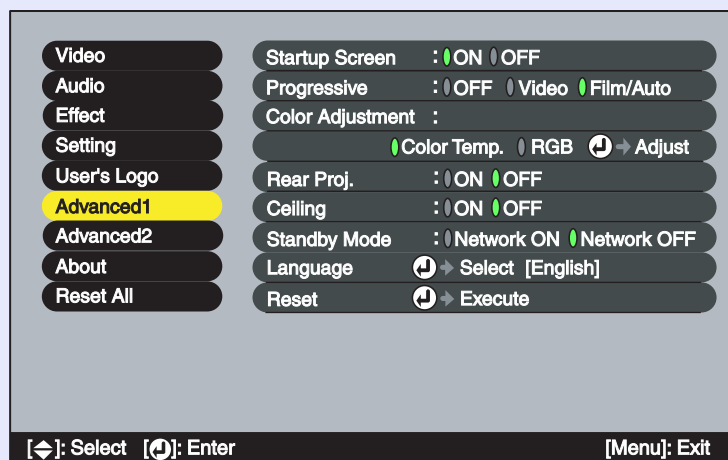 Video
Audio
Effect
Setting
User's Logo
Advanced1
Advanced2
About
Reset All
Startup Screen : ON OFF
Progressive : OFF Video Film/Auto
Color Adjustment :
Color Temp. RGB Adjust
Rear Proj. : ON OFF
Ceiling : ON OFF
Standby Mode : Network ON Network OFF
Language Select [English]
Reset Execute
[ ]: Select [ ]: Enter [Menu]: Exit